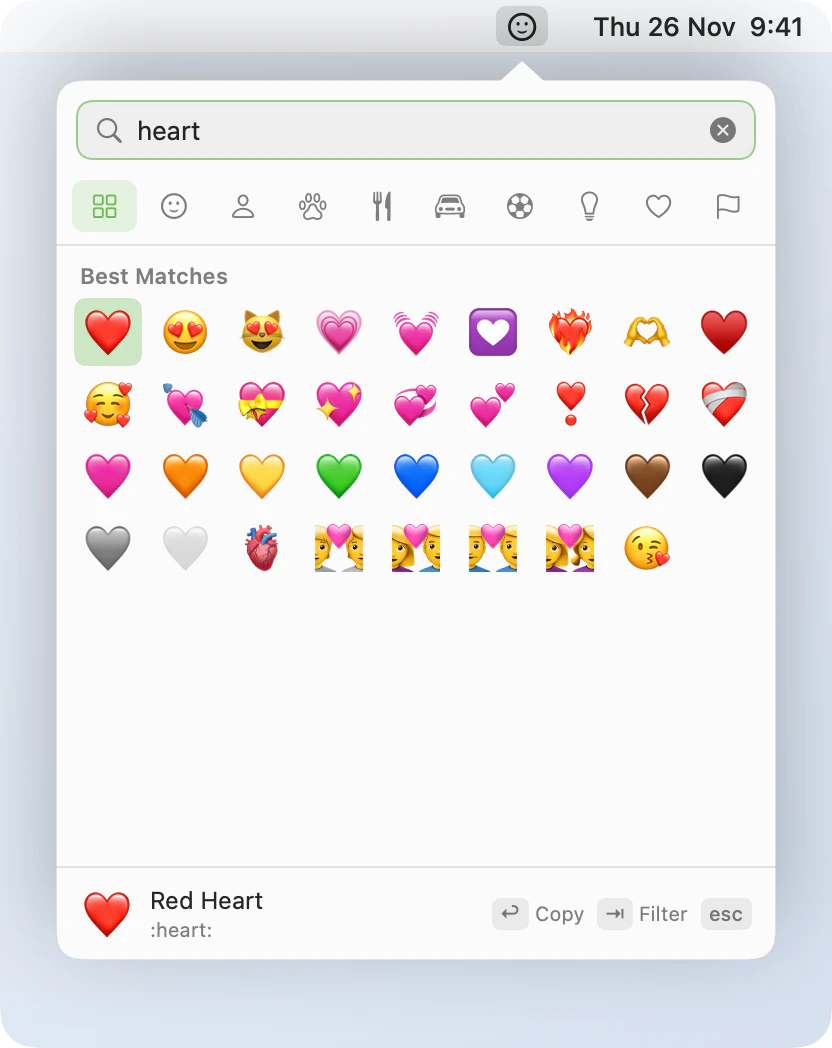 Thu 26 Nov 9:41
heart
Best Matches
Red Heart
:heart:
Copy Filter esc